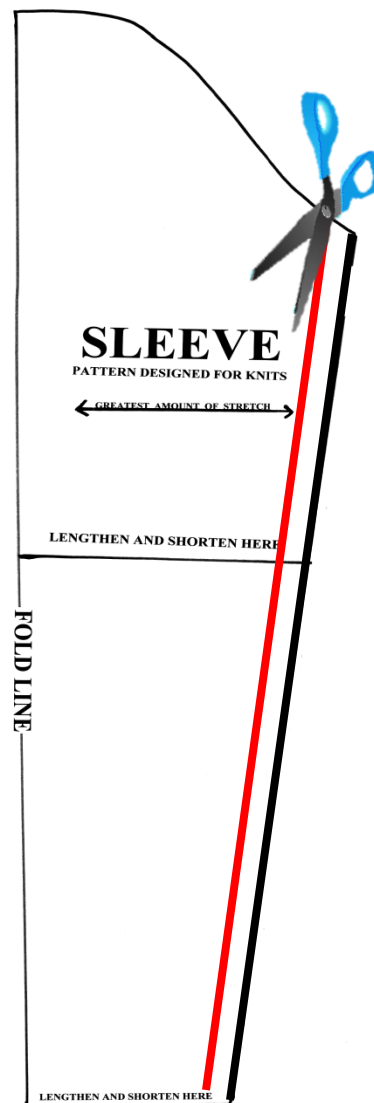 SLEEVE
PATTERN DESIGNED FOR KNITS
GREATEST AMOUNT OF STRETCH
LENGTHEN AND SHORTEN HERE
FOLD LINE
LENGTHEN AND SHORTEN HERE